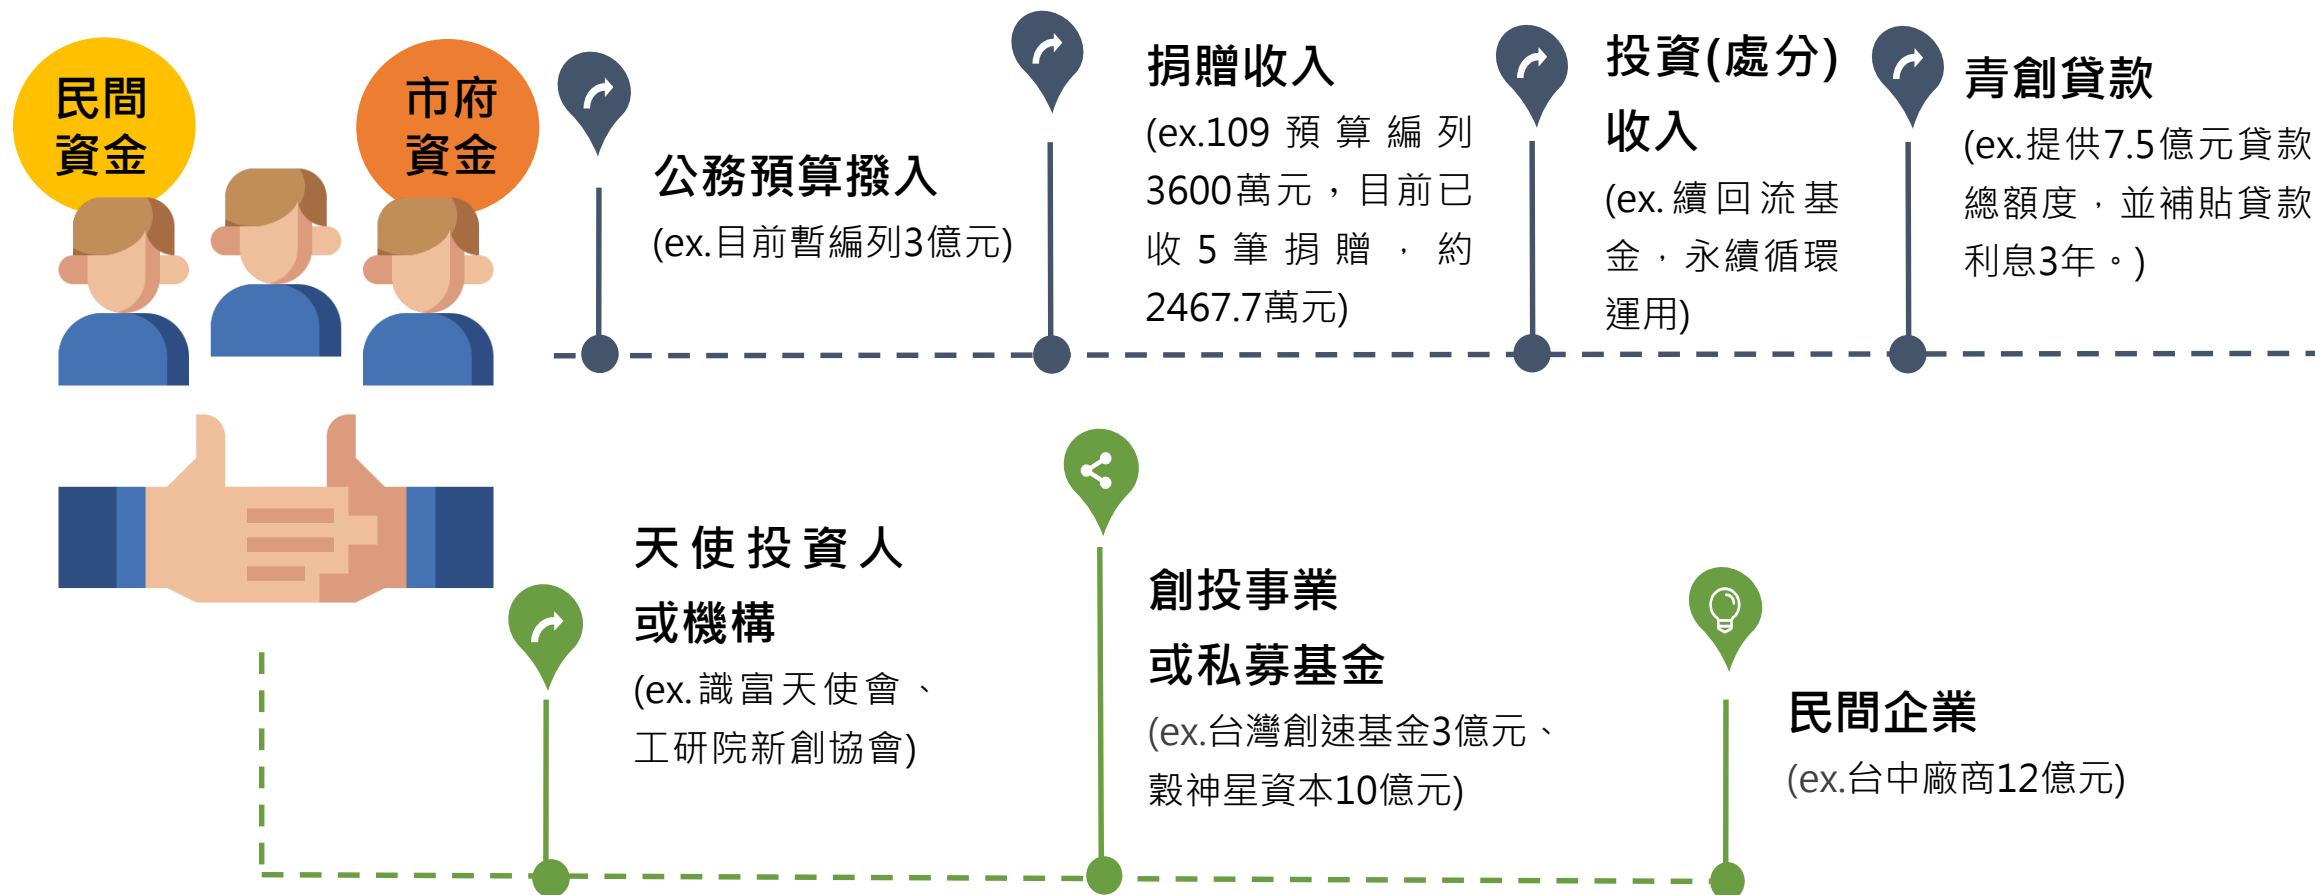 民間
資金
市府
資金
公務預算撥入
(ex.目前暫編列3億元)
捐贈收入
(ex.109預算編列
3600萬元，目前已
收5筆捐贈，約
2467.7萬元)
投資(處分)
收入
(ex.續回流基
金，永續循環
運用)
青創貸款
(ex.提供7.5億元貸款
總額度，並補貼貸款
利息3年。)
天使投資人
或機構
(ex.識富天使會、
工研院新創協會)
創投事業
或私募基金
(ex.台灣創速基金3億元、
穀神星資本10億元)
民間企業
(ex.台中廠商12億元)